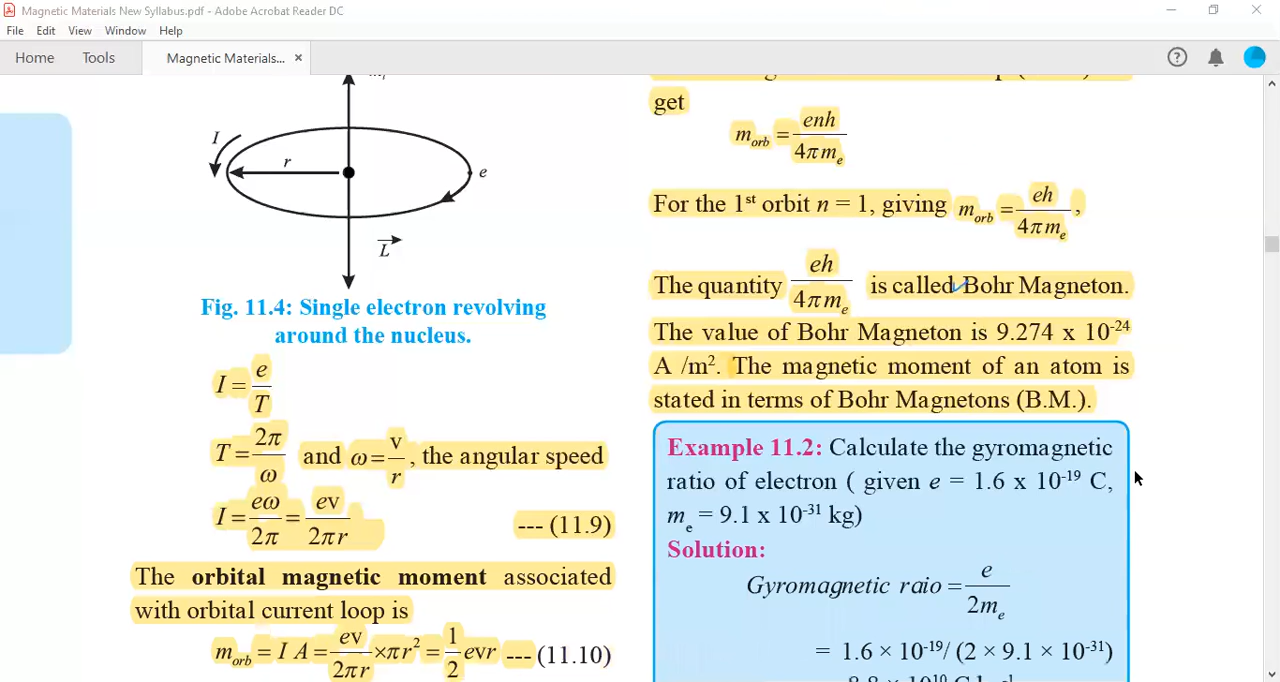 Magnetic Materials New Syllabus.pdf - Adobe Acrobat Reader DC
File Edit View Window Help
Home Tools Magnetic Materials... ×
I
r
e
L
Fig. 11.4: Single electron revolving
around the nucleus.
I = e/T
T = 2π/ω and ω = v/r, the angular speed
I = eω/2π = ev/2πr --- (11.9)
The orbital magnetic moment associated
with orbital current loop is
m_orb = I A = ev/2πr × πr² = 1/2 evr --- (11.10)
get
m_orb = enh/4πm_e
For the 1st orbit n = 1, giving m_orb = eh/4πm_e,
The quantity eh/4πm_e is called Bohr Magneton.
The value of Bohr Magneton is 9.274 x 10⁻²⁴
A /m². The magnetic moment of an atom is
stated in terms of Bohr Magnetons (B.M.).
Example 11.2: Calculate the gyromagnetic
ratio of electron ( given e = 1.6 x 10⁻¹⁹ C,
m_e = 9.1 x 10⁻³¹ kg)
Solution:
Gyromagnetic raio = e/2m_e
= 1.6 × 10⁻¹⁹/ (2 × 9.1 × 10⁻³¹)